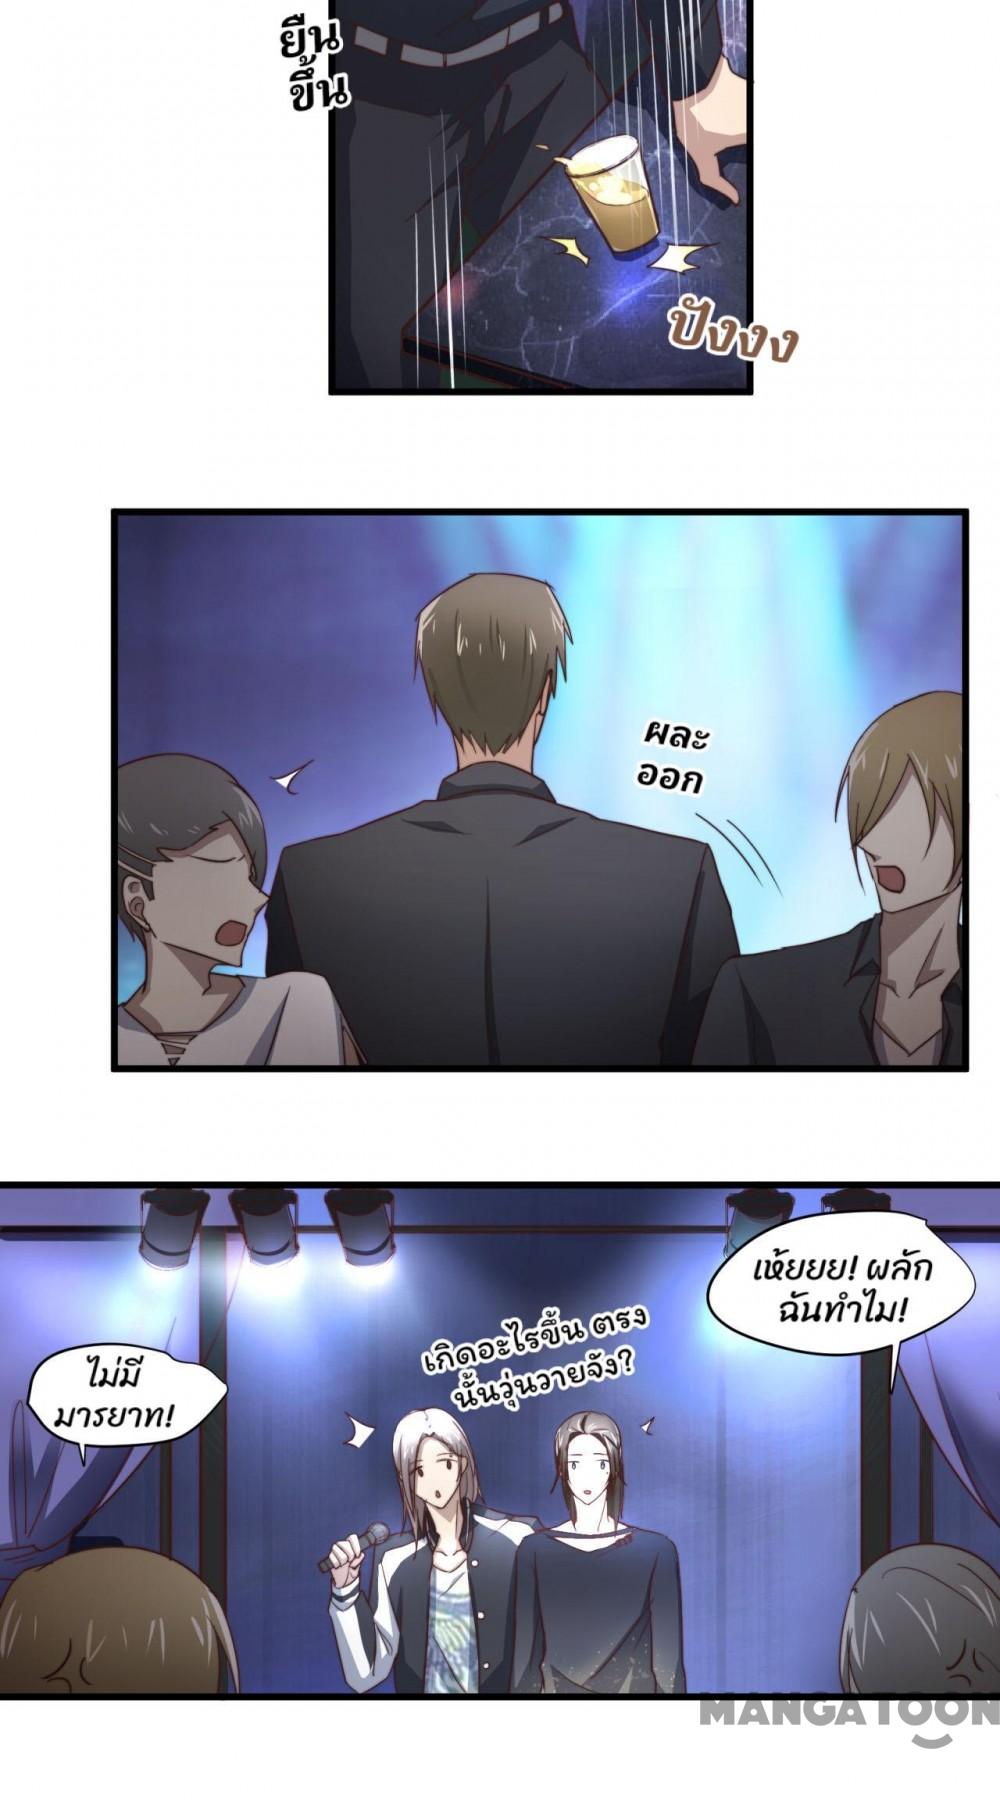 ยืน
ขึ้น
ปังงง
ผละ
ออก
เห้ยยย! ผลัก
ฉันทำไม!
เกิดอะไรขึ้น ตรง
นั้นวุ่นวายจัง?
ไม่มี
มารยาท!
MANGATOON